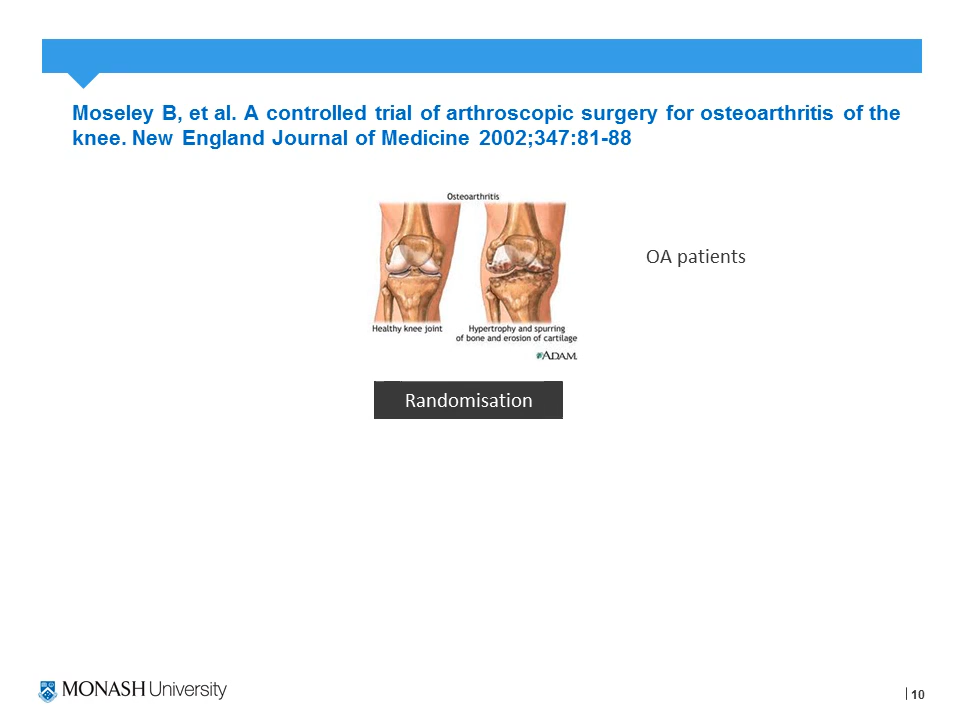 Moseley B, et al. A controlled trial of arthroscopic surgery for osteoarthritis of the
knee. New England Journal of Medicine 2002;347:81-88
Osteoarthritis
OA patients
Healthy knee joint
Hypertrophy and spurring
of bone and erosion of cartilage
ADAM.
Randomisation
MONASH University
10